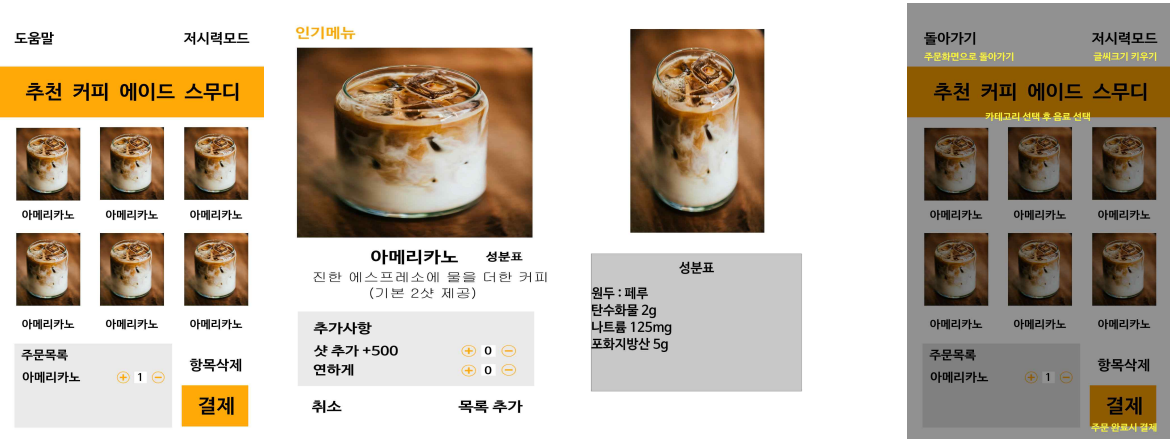 도움말 저시력모드
추천 커피 에이드 스무디
아메리카노 아메리카노 아메리카노
아메리카노 아메리카노 아메리카노
주문목록
아메리카노 1
항목삭제
결제
인기메뉴
아메리카노 성분표
진한 에스프레소에 물을 더한 커피
(기본 2샷 제공)
추가사항
샷 추가 +500 0
연하게 0
취소 목록 추가
성분표
원두 : 페루
탄수화물 2g
나트륨 125mg
포화지방산 5g
돌아가기 저시력모드
주문화면으로 돌아가기 글씨크기 키우기
추천 커피 에이드 스무디
카테고리 선택 후 음료 선택
아메리카노 아메리카노 아메리카노
아메리카노 아메리카노 아메리카노
주문목록
아메리카노 1
항목삭제
결제
주문 완료시 결제